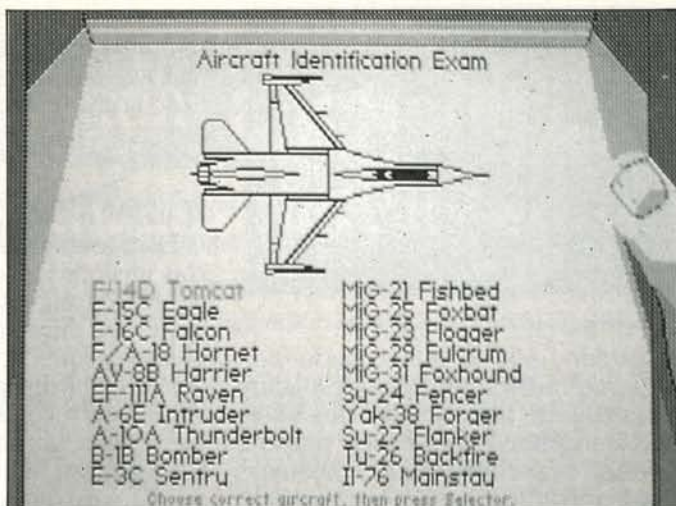 Aircraft Identification Exam
F-14D Tomcat
F-15C Eagle
F-16C Falcon
F/A-18 Hornet
AV-8B Harrier
EF-111A Raven
A-6E Intruder
A-10A Thunderbolt
B-1B Bomber
E-3C Sentry
MiG-21 Fishbed
MiG-25 Foxbat
MiG-23 Flogger
MiG-29 Fulcrum
MiG-31 Foxhound
Su-24 Fencer
Yak-38 Forger
Su-27 Flanker
Tu-26 Backfire
Il-76 Mainstay
Choose correct aircraft, then press Selector.